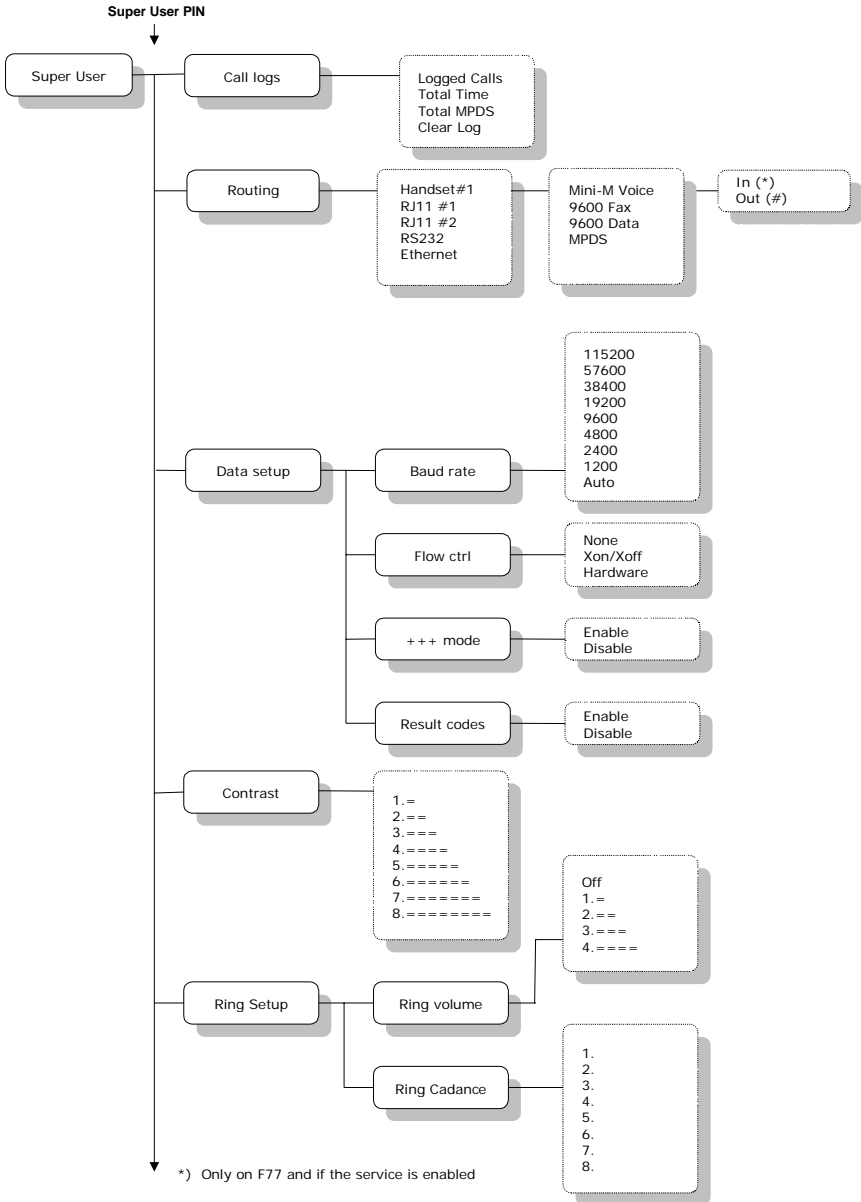 Super User PIN
Super User
Call logs
Logged Calls
Total Time
Total MPDS
Clear Log
Routing
Handset#1
RJ11 #1
RJ11 #2
RS232
Ethernet
Mini-M Voice
9600 Fax
9600 Data
MPDS
In (*)
Out (#)
Data setup
Baud rate
115200
57600
38400
19200
9600
4800
2400
1200
Auto
Flow ctrl
None
Xon/Xoff
Hardware
+++ mode
Enable
Disable
Result codes
Enable
Disable
Contrast
1.=
2.==
3.===
4.====
5.=====
6.======
7.=======
8.========
Ring Setup
Ring volume
Off
1.=
2.==
3.===
4.====
Ring Cadance
1.
2.
3.
4.
5.
6.
7.
8.
*) Only on F77 and if the service is enabled